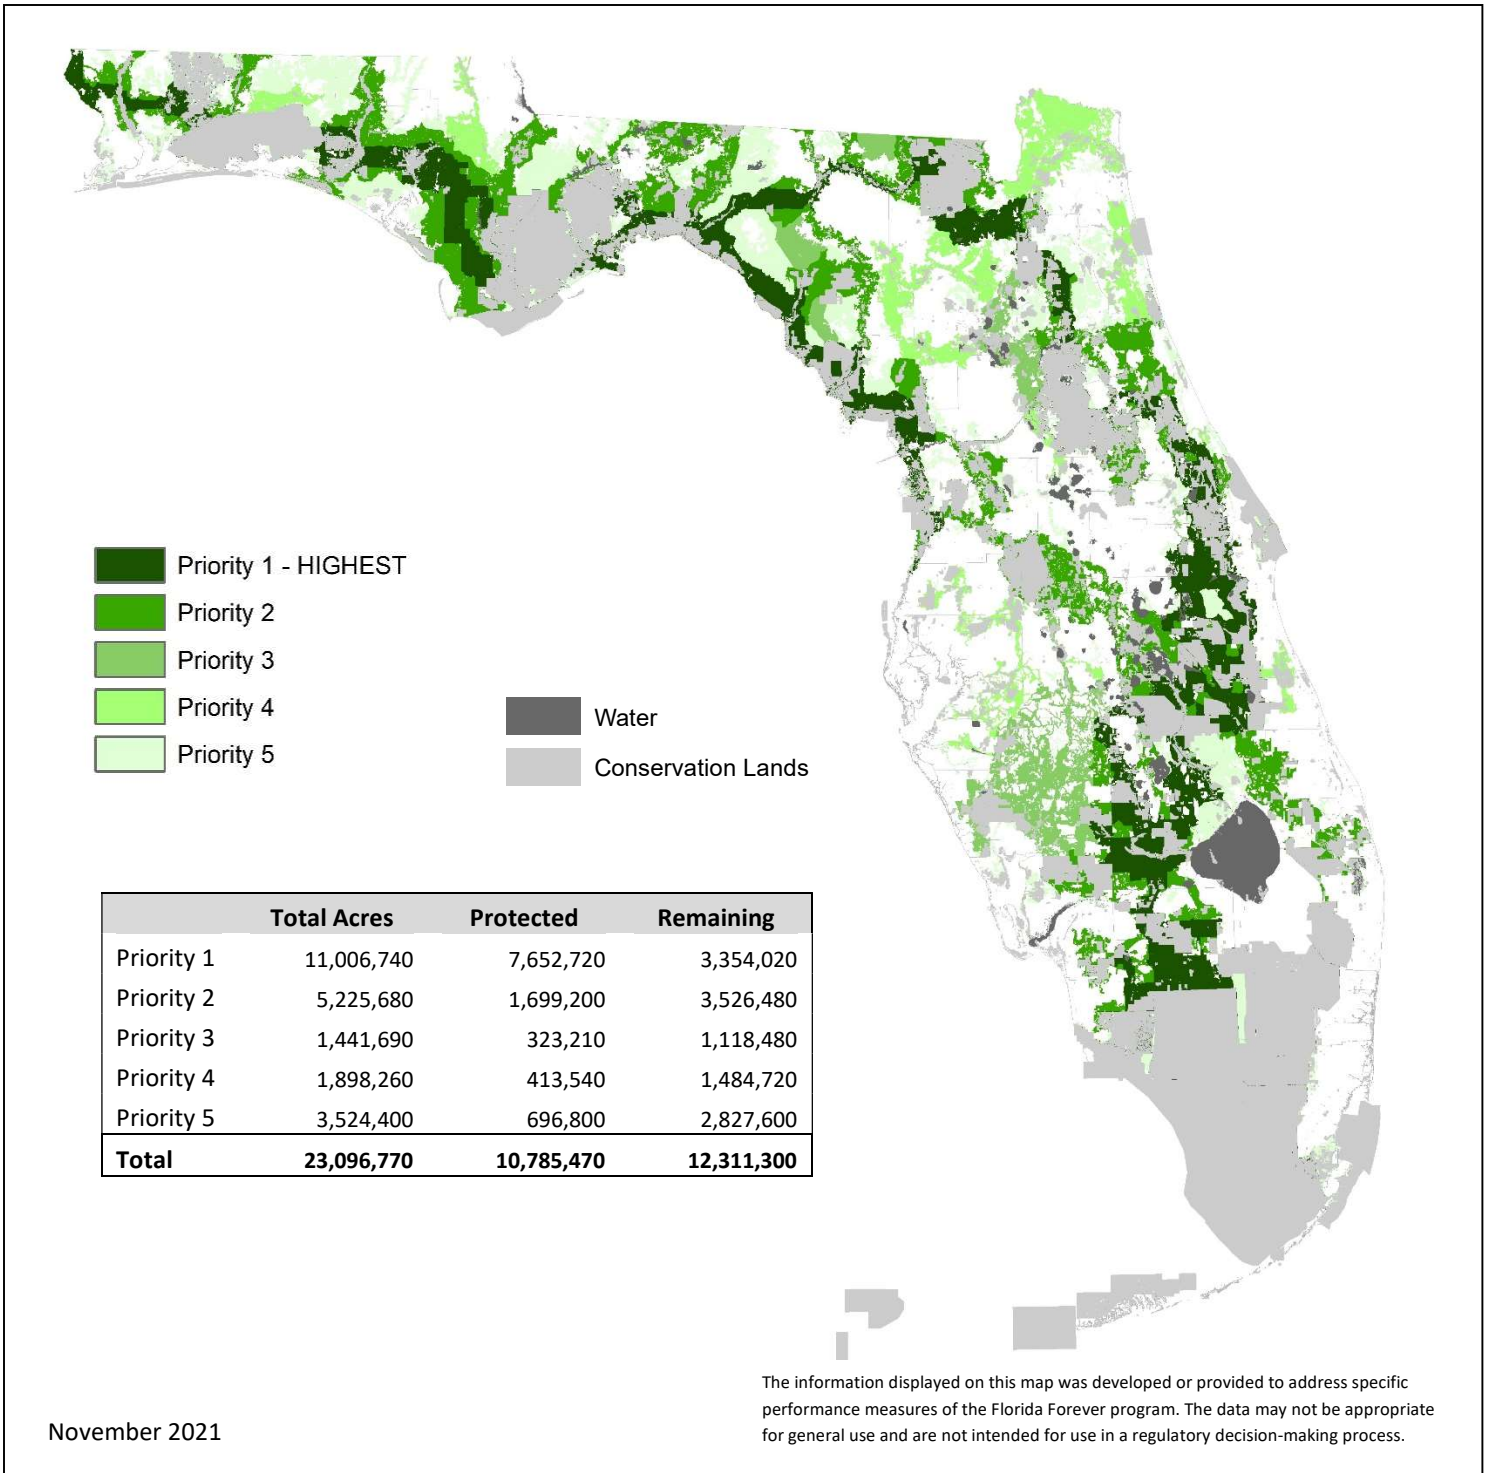 Priority 1 - HIGHEST
Priority 2
Priority 3
Priority 4
Priority 5
Water
Conservation Lands
Total Acres Protected Remaining
Priority 1 11,006,740 7,652,720 3,354,020
Priority 2 5,225,680 1,699,200 3,526,480
Priority 3 1,441,690 323,210 1,118,480
Priority 4 1,898,260 413,540 1,484,720
Priority 5 3,524,400 696,800 2,827,600
Total 23,096,770 10,785,470 12,311,300
The information displayed on this map was developed or provided to address specific
performance measures of the Florida Forever program. The data may not be appropriate
for general use and are not intended for use in a regulatory decision-making process.
November 2021